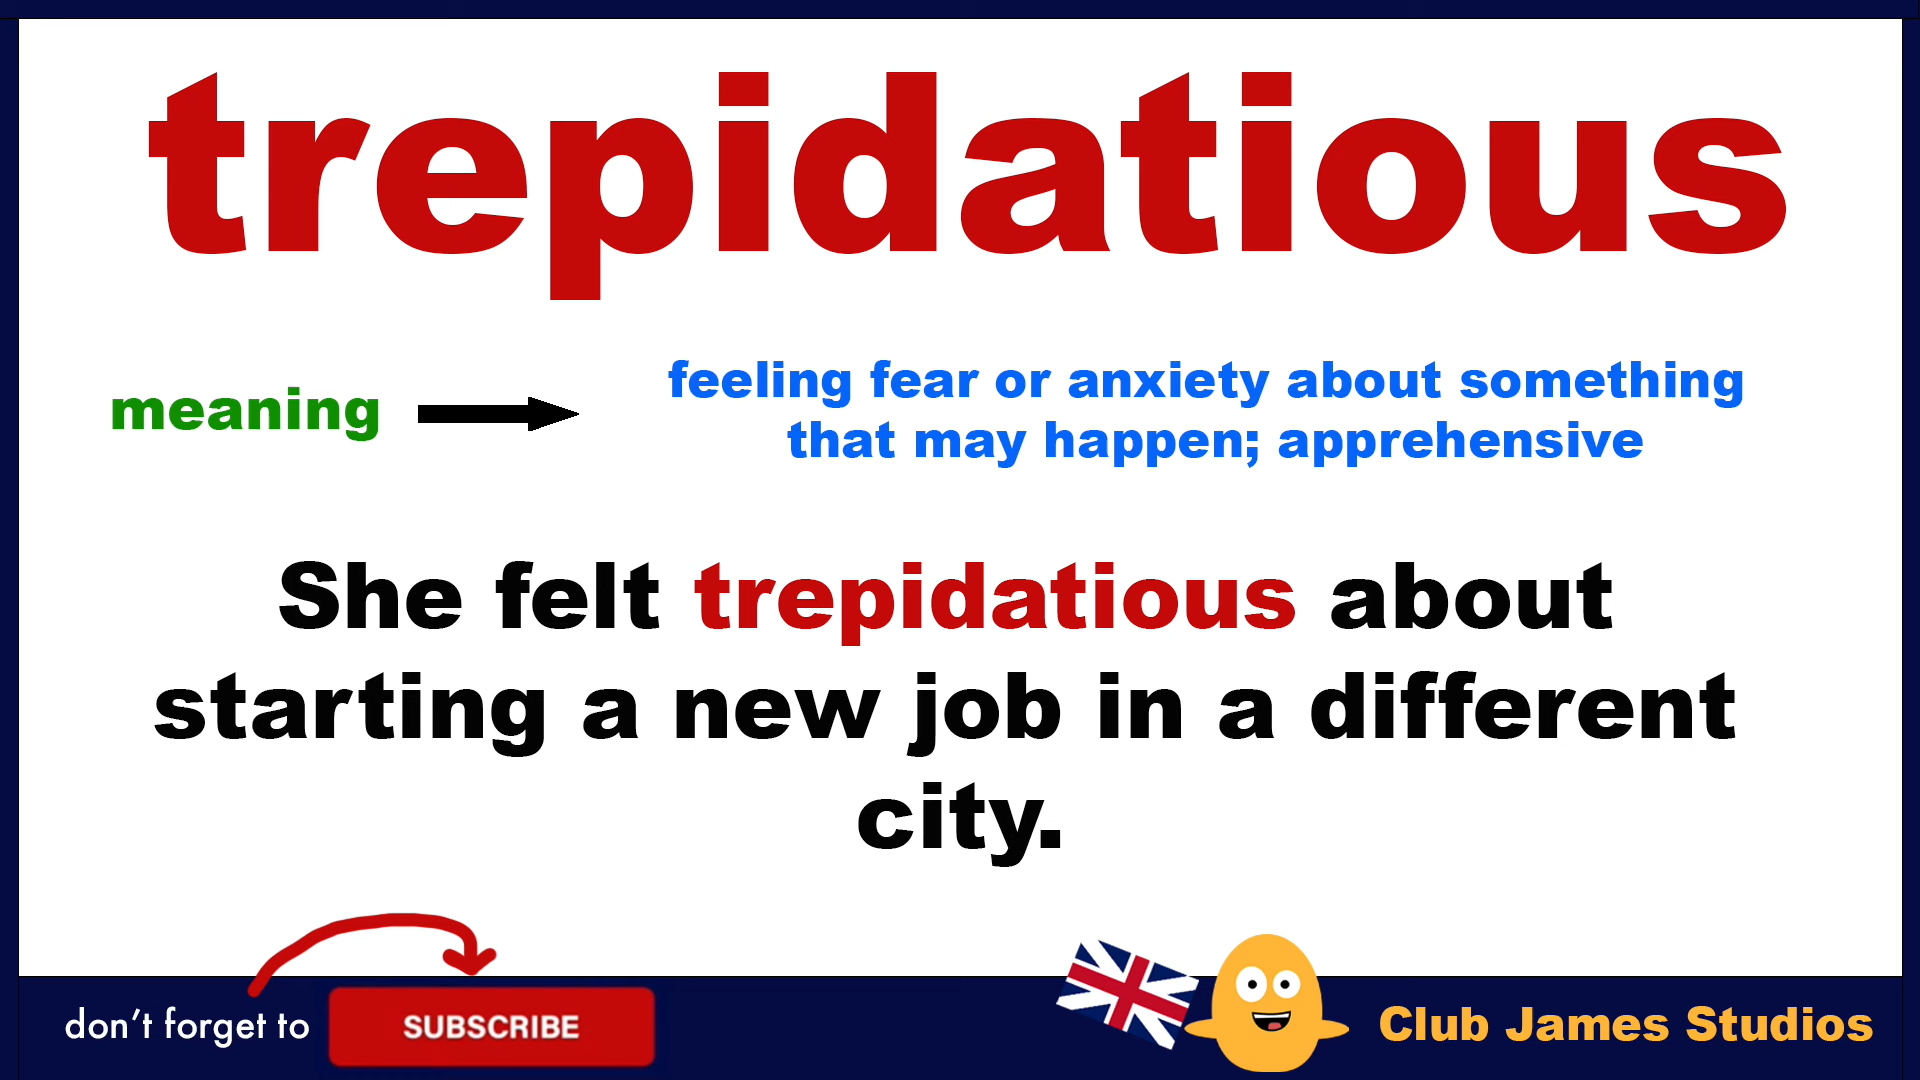 trepidatious
meaning
feeling fear or anxiety about something
that may happen; apprehensive
She felt trepidatious about
starting a new job in a different
city.
don't forget to
SUBSCRIBE
Club James Studios